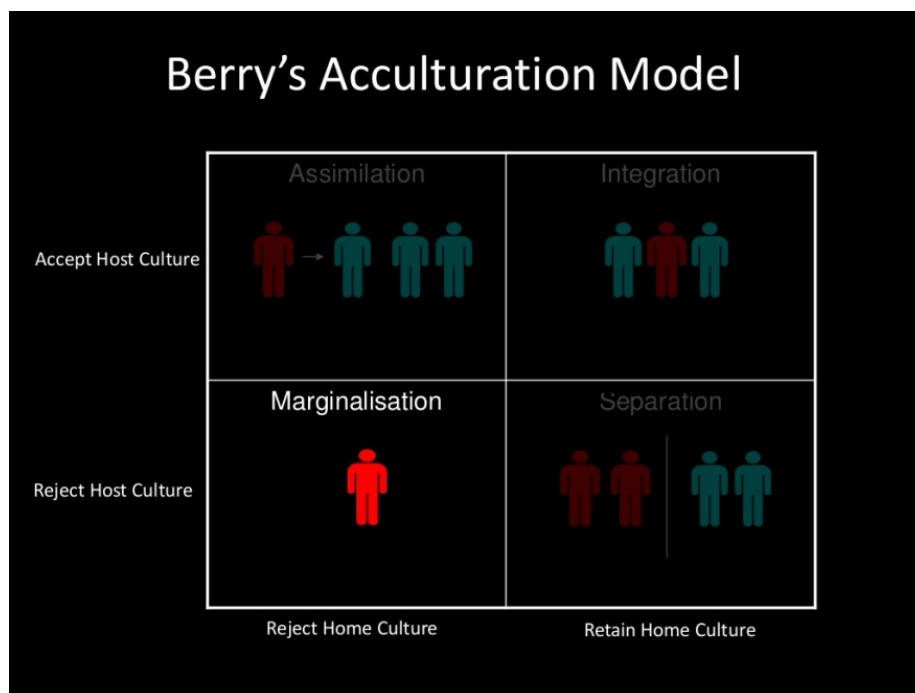 Berry's Acculturation Model
Assimilation
Integration
Accept Host Culture
Marginalisation
Separation
Reject Host Culture
Reject Home Culture
Retain Home Culture